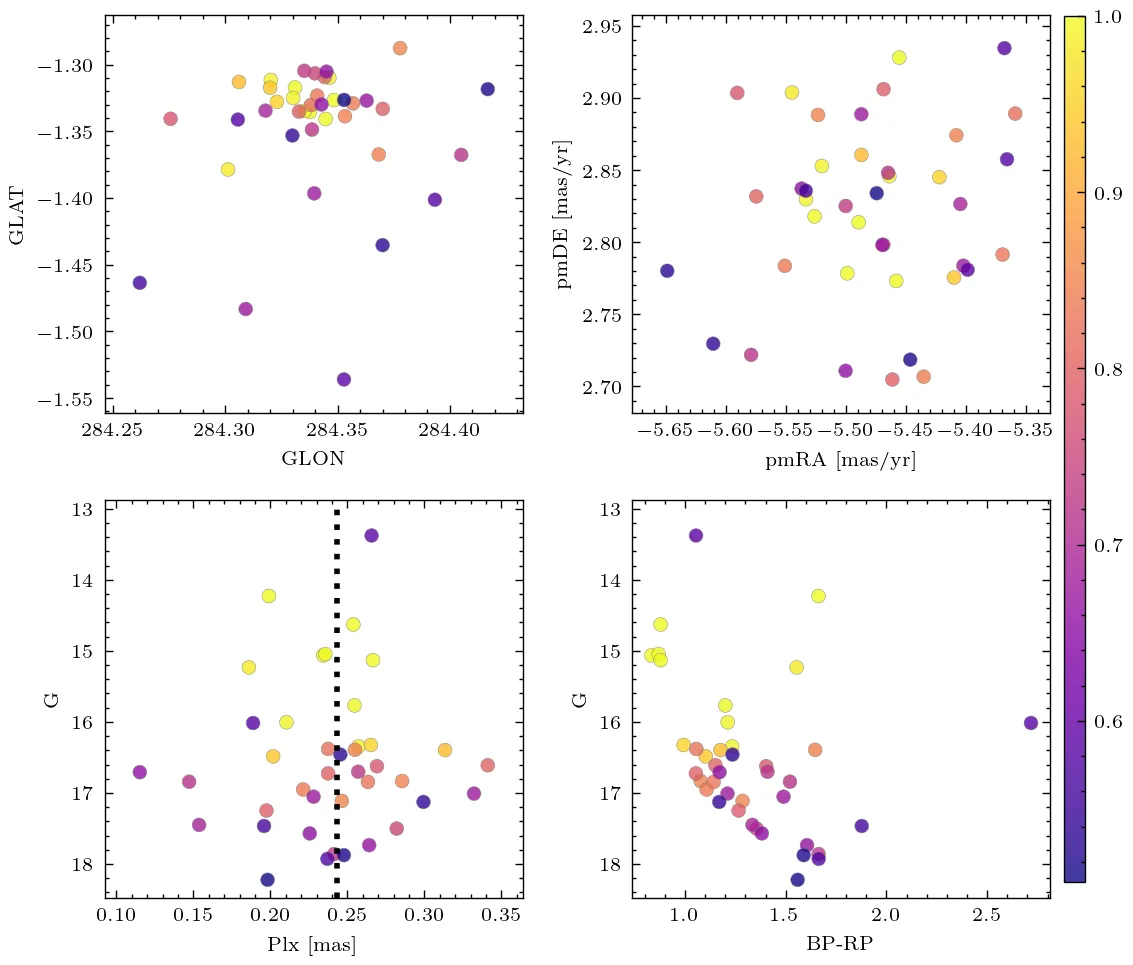 −1.30
−1.35
−1.40
−1.45
−1.50
−1.55
GLAT
284.25 284.30 284.35 284.40
GLON
2.95
2.90
2.85
2.80
2.75
2.70
pmDE [mas/yr]
−5.65 −5.60 −5.55 −5.50 −5.45 −5.40 −5.35
pmRA [mas/yr]
1.0
0.9
0.8
0.7
0.6
13
14
15
16
17
18
G
0.10 0.15 0.20 0.25 0.30 0.35
Plx [mas]
13
14
15
16
17
18
G
1.0 1.5 2.0 2.5
BP-RP